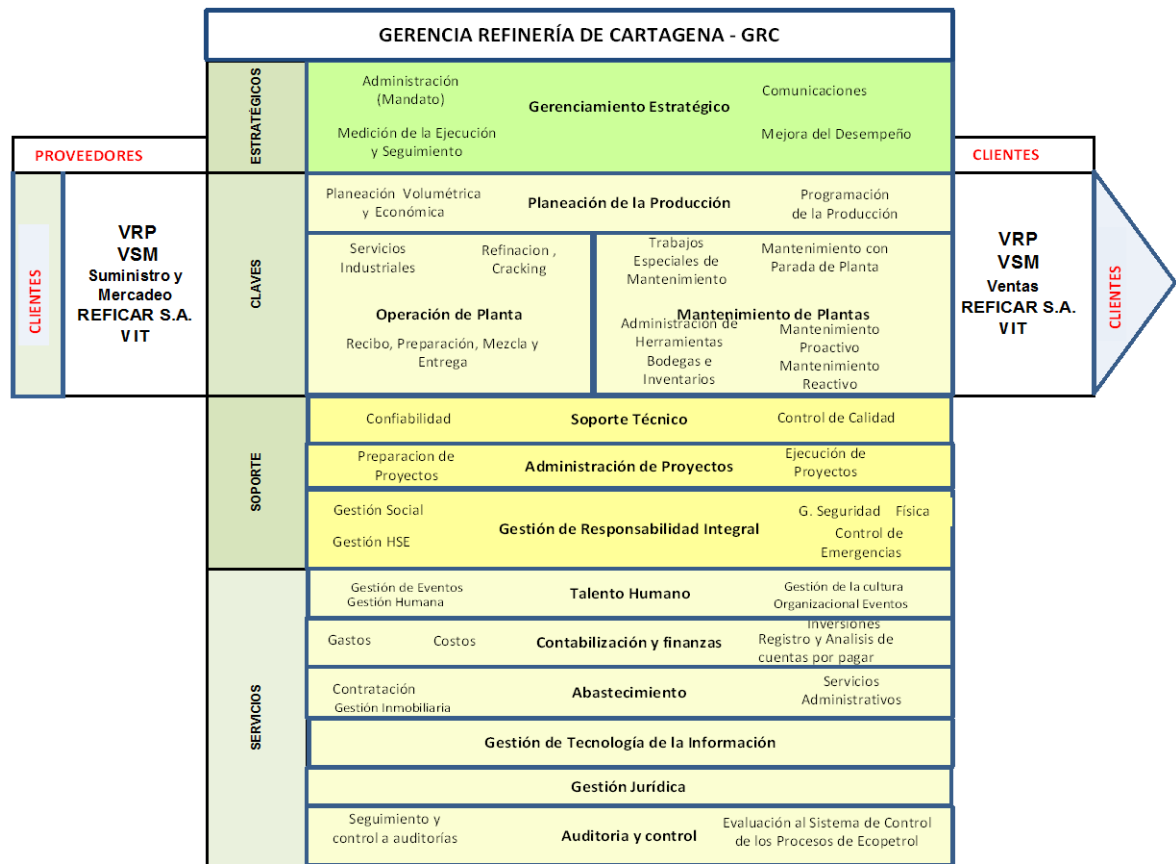 GERENCIA REFINERÍA DE CARTAGENA - GRC
ESTRATÉGICOS
Administración
(Mandato)
Gerenciamiento Estratégico
Comunicaciones
Medición de la Ejecución
y Seguimiento
Mejora del Desempeño
PROVEEDORES
CLIENTES
CLIENTES
VRP
VSM
Suministro y
Mercadeo
REFICAR S.A.
VIT
CLAVES
Planeación Volumétrica
y Económica
Planeación de la Producción
Programación
de la Producción
Servicios
Industriales
Refinacion ,
Cracking
Operación de Planta
Recibo, Preparación, Mezcla y
Entrega
Trabajos
Especiales de
Mantenimiento
Mantenimiento con
Parada de Planta
Mantenimiento de Plantas
Administración de
Herramientas
Bodegas e
Inventarios
Mantenimiento
Proactivo
Mantenimiento
Reactivo
VRP
VSM
Ventas
REFICAR S.A.
VIT
CLIENTES
SOPORTE
Confiabilidad
Soporte Técnico
Control de Calidad
Preparacion de
Proyectos
Administración de Proyectos
Ejecución de
Proyectos
Gestión Social
Gestión HSE
Gestión de Responsabilidad Integral
G. Seguridad Física
Control de
Emergencias
SERVICIOS
Gestión de Eventos
Gestión Humana
Talento Humano
Gestión de la cultura
Organizacional Eventos
Gastos
Costos
Contabilización y finanzas
Inversiones
Registro y Analisis de
cuentas por pagar
Contratación
Gestión Inmobiliaria
Abastecimiento
Servicios
Administrativos
Gestión de Tecnología de la Información
Gestión Jurídica
Seguimiento y
control a auditorías
Auditoria y control
Evaluación al Sistema de Control
de los Procesos de Ecopetrol